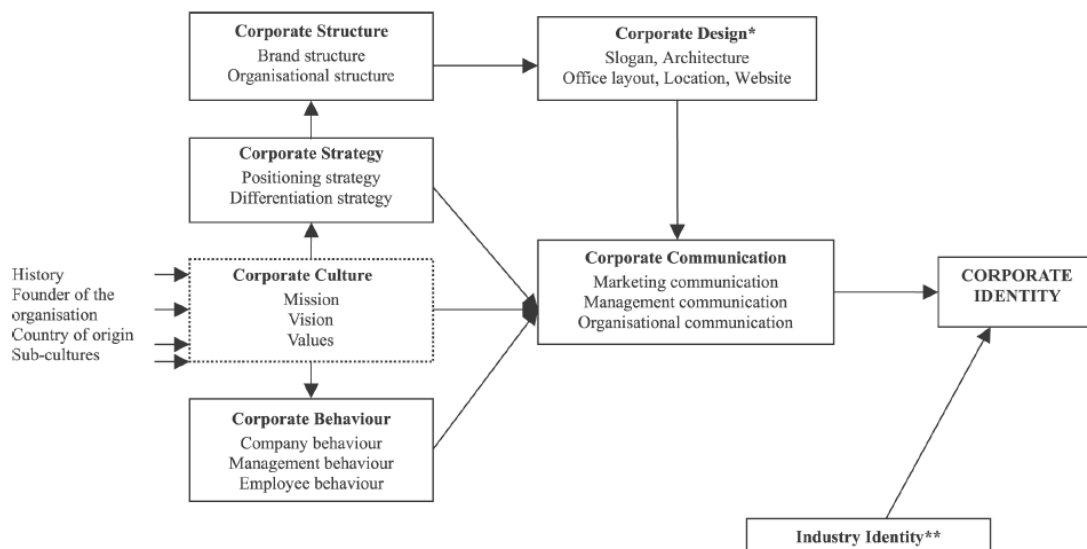 Corporate Structure
Brand structure
Organisational structure
Corporate Design*
Slogan, Architecture
Office layout, Location, Website
Corporate Strategy
Positioning strategy
Differentiation strategy
History
Founder of the
organisation
Country of origin
Sub-cultures
Corporate Culture
Mission
Vision
Values
Corporate Communication
Marketing communication
Management communication
Organisational communication
CORPORATE
IDENTITY
Corporate Behaviour
Company behaviour
Management behaviour
Employee behaviour
Industry Identity**